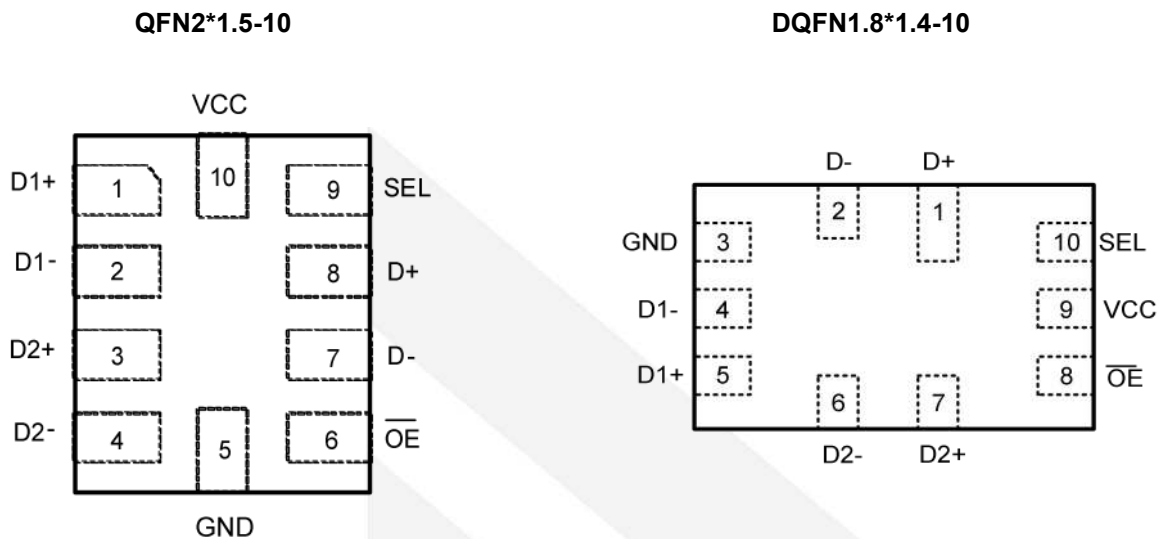 QFN2*1.5-10
VCC
D1+ 1 10 9 SEL
D1- 2 8 D+
D2+ 3 7 D-
D2- 4 5 6 O̅E̅
GND
DQFN1.8*1.4-10
D- D+
2 1
GND 3 10 SEL
D1- 4 9 VCC
D1+ 5 8 O̅E̅
6 7
D2- D2+